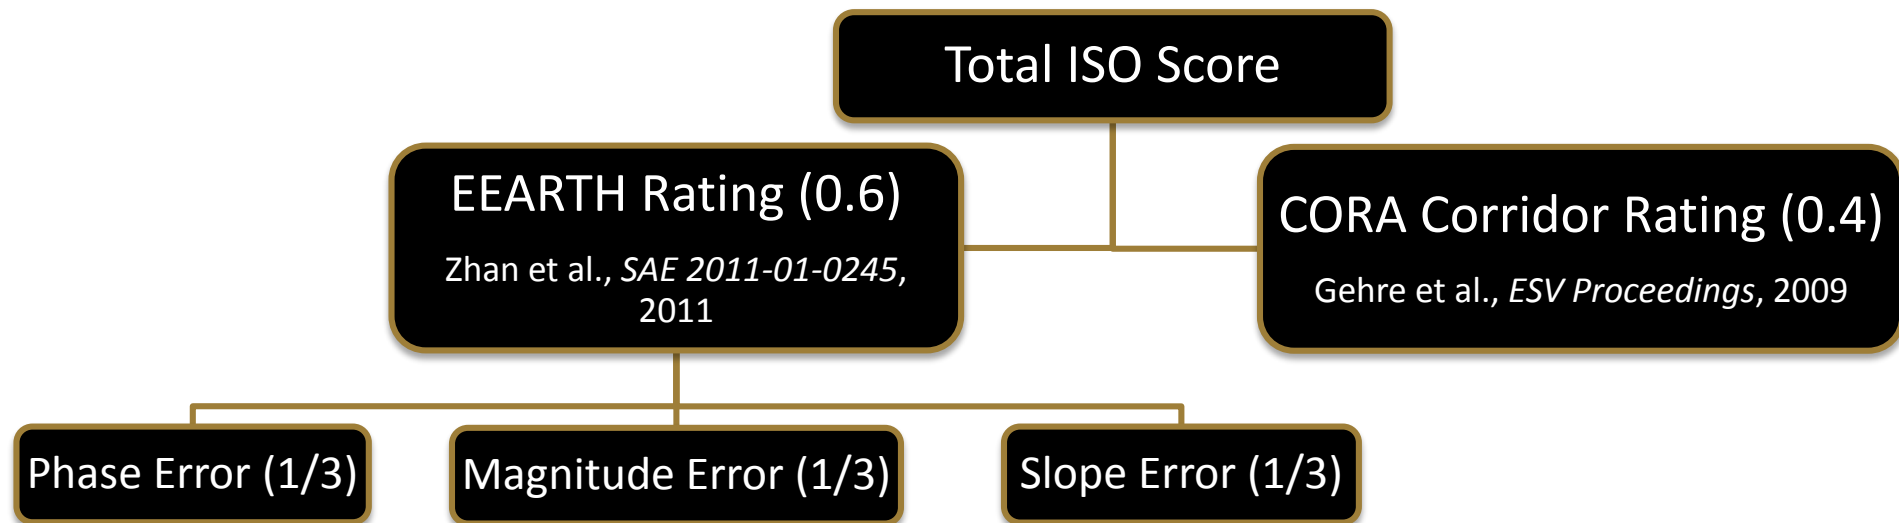 Total ISO Score
EEARTH Rating (0.6)
Zhan et al., SAE 2011-01-0245,
2011
CORA Corridor Rating (0.4)
Gehre et al., ESV Proceedings, 2009
Phase Error (1/3)
Magnitude Error (1/3)
Slope Error (1/3)